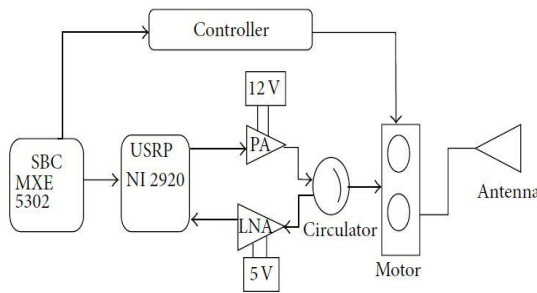 Controller
12 V
SBC
MXE
5302
USRP
NI 2920
PA
LNA
5 V
Circulator
Motor
Antenna